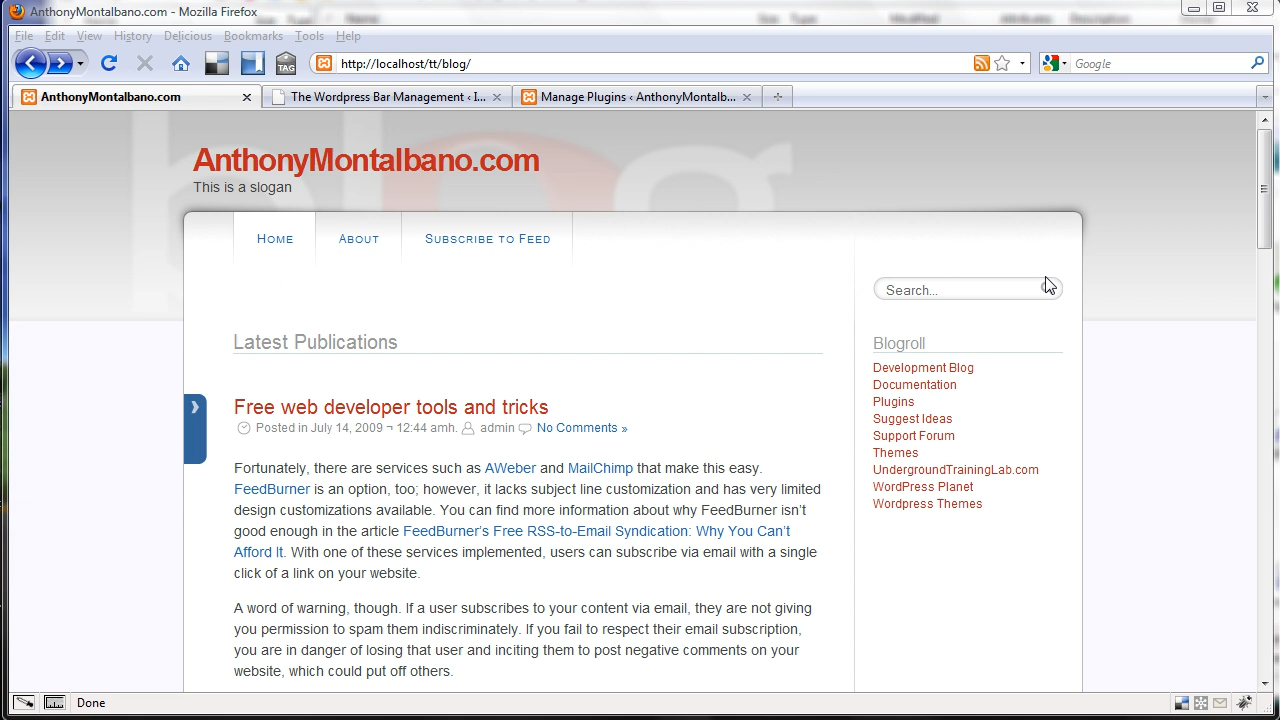 AnthonyMontalbano.com - Mozilla Firefox
File Edit View History Delicious Bookmarks Tools Help
TAG http://localhost/tt/blog/ Google
AnthonyMontalbano.com The Wordpress Bar Management ‹ I... Manage Plugins ‹ AnthonyMontalb...
blog
AnthonyMontalbano.com
This is a slogan
HOME ABOUT SUBSCRIBE TO FEED
Search...
Latest Publications
Free web developer tools and tricks
Posted in July 14, 2009 ¬ 12:44 amh. admin No Comments »
Fortunately, there are services such as AWeber and MailChimp that make this easy.
FeedBurner is an option, too; however, it lacks subject line customization and has very limited
design customizations available. You can find more information about why FeedBurner isn’t
good enough in the article FeedBurner’s Free RSS-to-Email Syndication: Why You Can’t
Afford It. With one of these services implemented, users can subscribe via email with a single
click of a link on your website.
A word of warning, though. If a user subscribes to your content via email, they are not giving
you permission to spam them indiscriminately. If you fail to respect their email subscription,
you are in danger of losing that user and inciting them to post negative comments on your
website, which could put off others.
Blogroll
Development Blog
Documentation
Plugins
Suggest Ideas
Support Forum
Themes
UndergroundTrainingLab.com
WordPress Planet
Wordpress Themes
Done